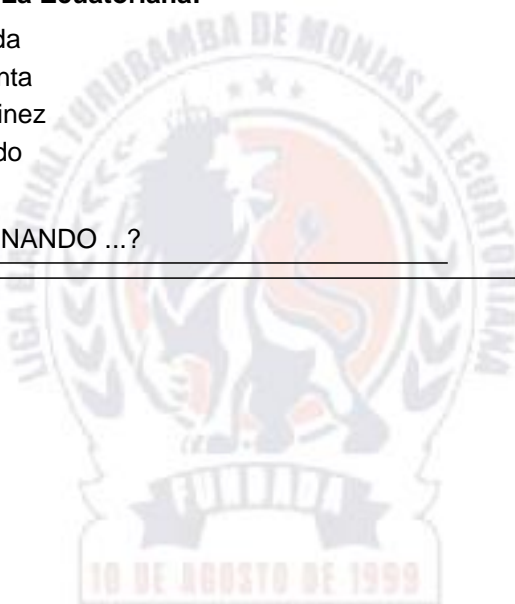 La Ecuatoriana:
da
nta
inez
do
NANDO ...?
LIGA BARRIAL TURUBAMBA DE MONJAS LA ECUATORIANA
FUNDADA
10 DE AGOSTO DE 1999